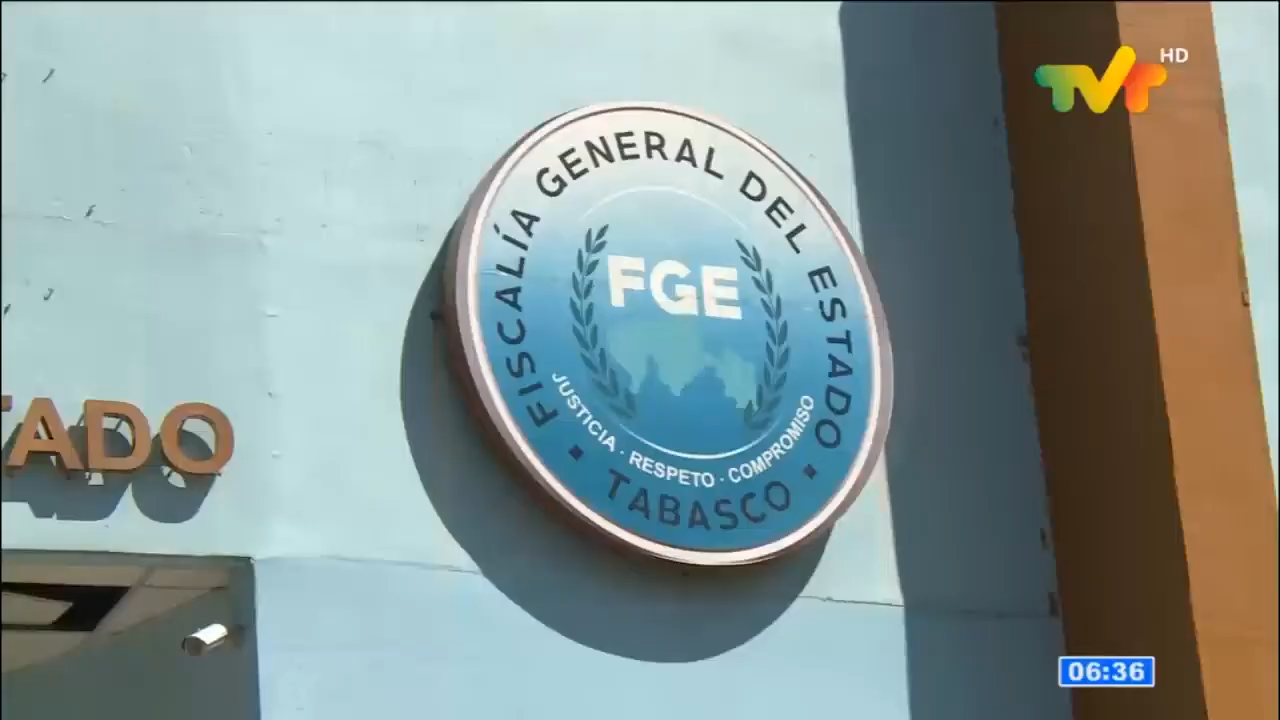 TVT HD
FISCALÍA GENERAL DEL ESTADO
FGE
JUSTICIA · RESPETO · COMPROMISO
· TABASCO ·
TADO
06:36